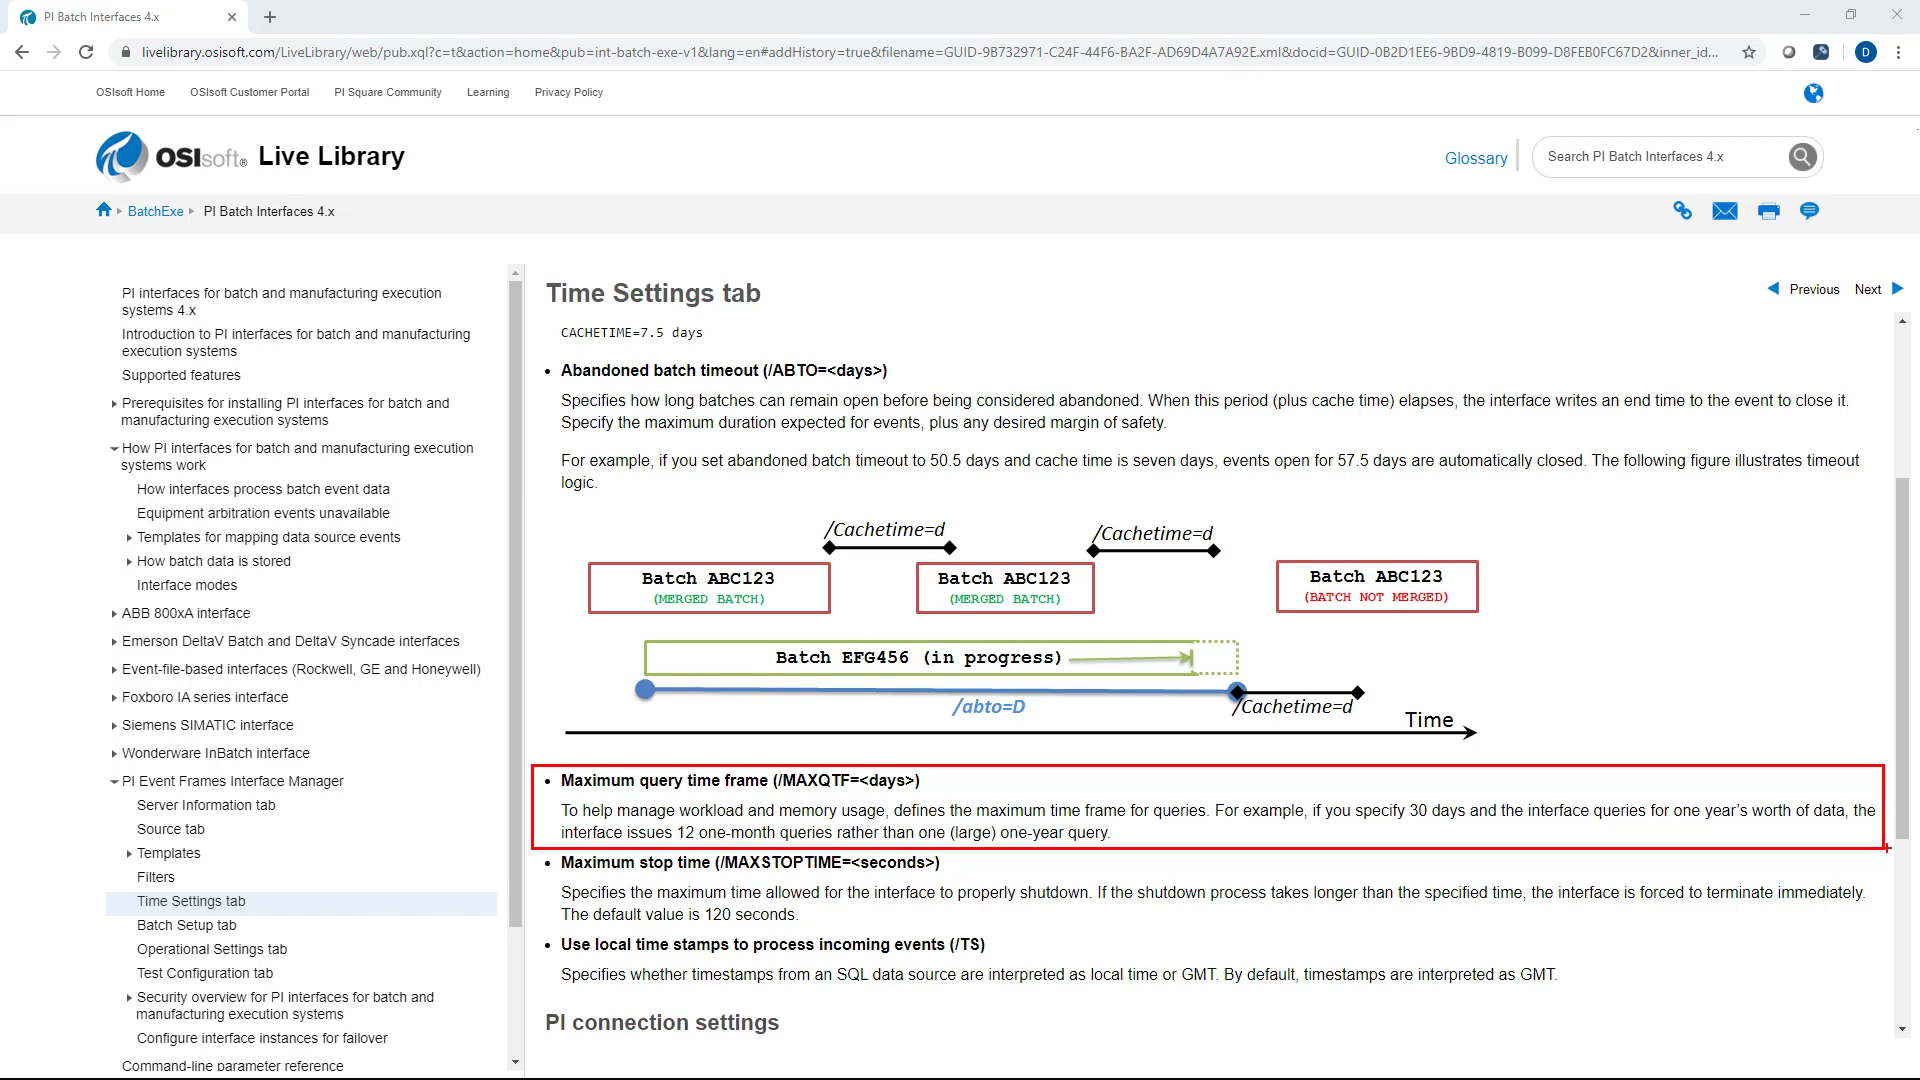 PI Batch Interfaces 4.x
livelibrary.osisoft.com/LiveLibrary/web/pub.xql?c=t&action=home&pub=int-batch-exe-v1&lang=en#addHistory=true&filename=GUID-9B732971-C24F-44F6-BA2F-AD69D4A7A92E.xml&docid=GUID-0B2D1EE6-9BD9-4819-B099-D8FEB0FC67D2&inner_id...
D
OSIsoft Home
OSIsoft Customer Portal
PI Square Community
Learning
Privacy Policy
OSIsoft® Live Library
Glossary
Search PI Batch Interfaces 4.x
BatchExe
PI Batch Interfaces 4.x
PI interfaces for batch and manufacturing execution
systems 4.x
Introduction to PI interfaces for batch and manufacturing
execution systems
Supported features
Prerequisites for installing PI interfaces for batch and
manufacturing execution systems
How PI interfaces for batch and manufacturing execution
systems work
How interfaces process batch event data
Equipment arbitration events unavailable
Templates for mapping data source events
How batch data is stored
Interface modes
ABB 800xA interface
Emerson DeltaV Batch and DeltaV Syncade interfaces
Event-file-based interfaces (Rockwell, GE and Honeywell)
Foxboro IA series interface
Siemens SIMATIC interface
Wonderware InBatch interface
PI Event Frames Interface Manager
Server Information tab
Source tab
Templates
Filters
Time Settings tab
Batch Setup tab
Operational Settings tab
Test Configuration tab
Security overview for PI interfaces for batch and
manufacturing execution systems
Configure interface instances for failover
Command-line parameter reference
Time Settings tab
Previous
Next
CACHETIME=7.5 days
• Abandoned batch timeout (/ABTO=<days>)
Specifies how long batches can remain open before being considered abandoned. When this period (plus cache time) elapses, the interface writes an end time to the event to close it.
Specify the maximum duration expected for events, plus any desired margin of safety.
For example, if you set abandoned batch timeout to 50.5 days and cache time is seven days, events open for 57.5 days are automatically closed. The following figure illustrates timeout
logic.
/Cachetime=d
/Cachetime=d
Batch ABC123
(MERGED BATCH)
Batch ABC123
(MERGED BATCH)
Batch ABC123
(BATCH NOT MERGED)
Batch EFG456 (in progress)
/abto=D
/Cachetime=d
Time
• Maximum query time frame (/MAXQTF=<days>)
To help manage workload and memory usage, defines the maximum time frame for queries. For example, if you specify 30 days and the interface queries for one year’s worth of data, the
interface issues 12 one-month queries rather than one (large) one-year query.
• Maximum stop time (/MAXSTOPTIME=<seconds>)
Specifies the maximum time allowed for the interface to properly shutdown. If the shutdown process takes longer than the specified time, the interface is forced to terminate immediately.
The default value is 120 seconds.
• Use local time stamps to process incoming events (/TS)
Specifies whether timestamps from an SQL data source are interpreted as local time or GMT. By default, timestamps are interpreted as GMT.
PI connection settings